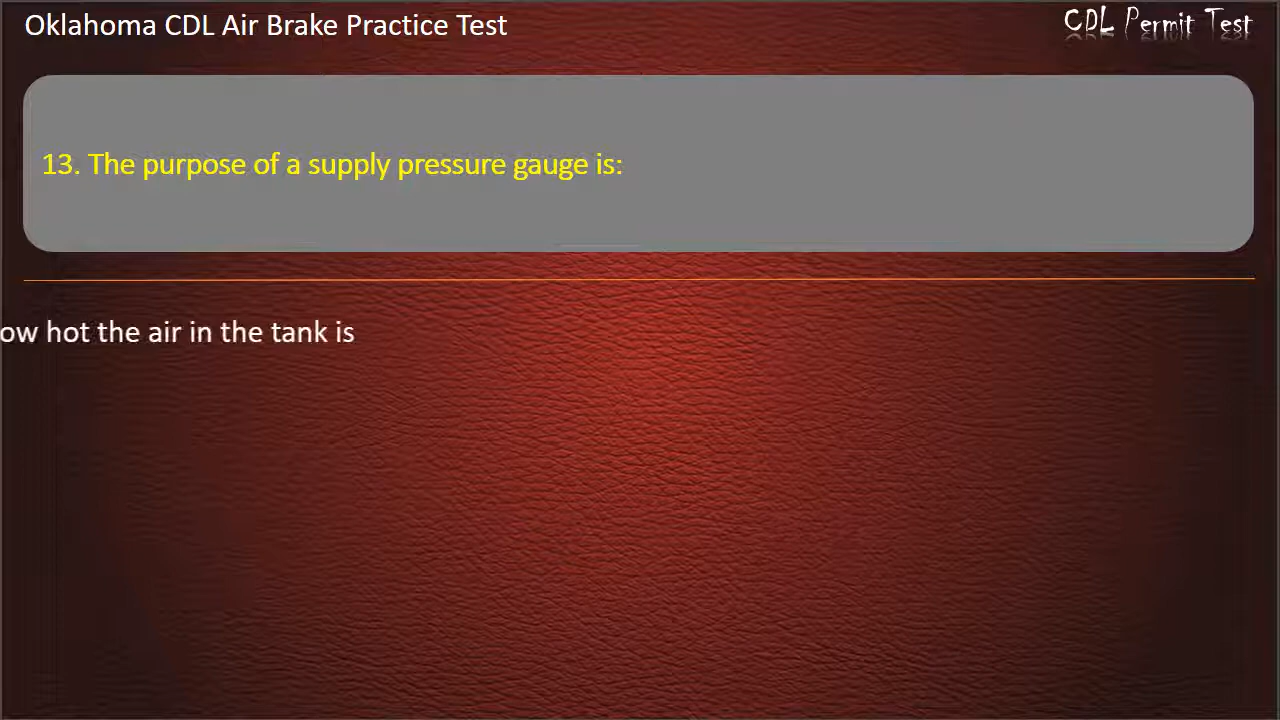 Oklahoma CDL Air Brake Practice Test
CDL Permit Test
13. The purpose of a supply pressure gauge is:
ow hot the air in the tank is